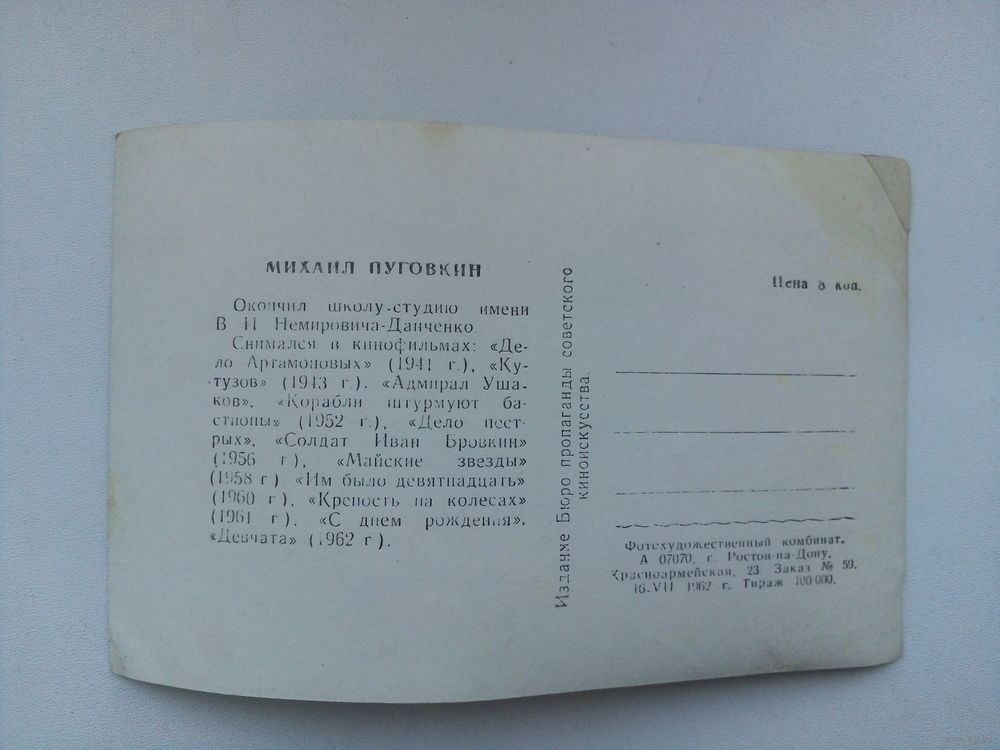 МИХАИЛ ПУГОВКИН
Окончил школу-студию имени
В И Немировича-Данченко
Снимался в кинофильмах: «Де-
ло Артамоновых» (1941 г.), «Ку-
тузов» (1943 г.). «Адмирал Уша-
ков», «Корабли штурмуют ба-
стионы» (1952 г.), «Дело пест-
рых», «Солдат Иван Бровкин»
(1956 г), «Майские звезды»
(1958 г) «Им было девятнадцать»
(1960 г), «Крепость на колесах»
(1961 г). «С днем рождения»,
«Девчата» (1962 г).
Издание Бюро пропаганды советского
киноискусства.
Цена 8 коп.
Фотохудожественный комбинат.
А 07070, г. Ростов-на-Дону,
Красноармейская, 23. Заказ № 59.
16-VII 1962 г. Тираж 100 000.